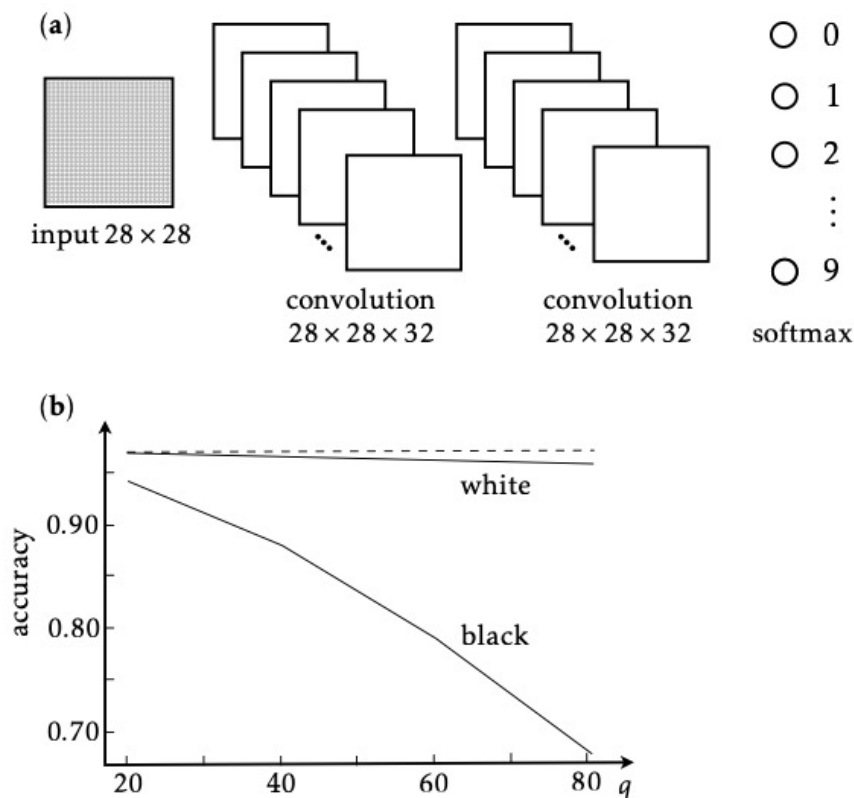 (a)
0
1
2
⋮
9
input 28 × 28
convolution
28 × 28 × 32
convolution
28 × 28 × 32
softmax
(b)
accuracy
0.90
0.80
0.70
white
black
20 40 60 80 q